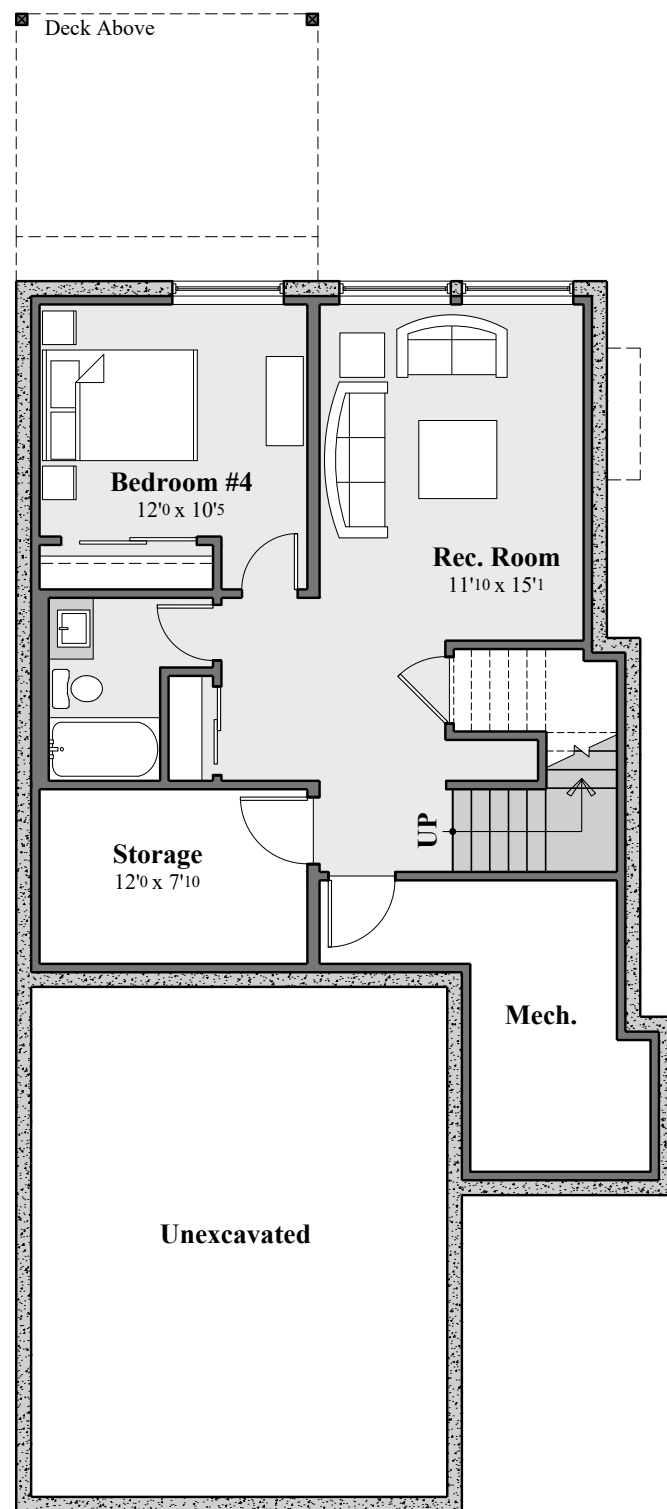 Deck Above
Bedroom #4
12'0 x 10'5
Rec. Room
11'10 x 15'1
UP
Storage
12'0 x 7'10
Mech.
Unexcavated